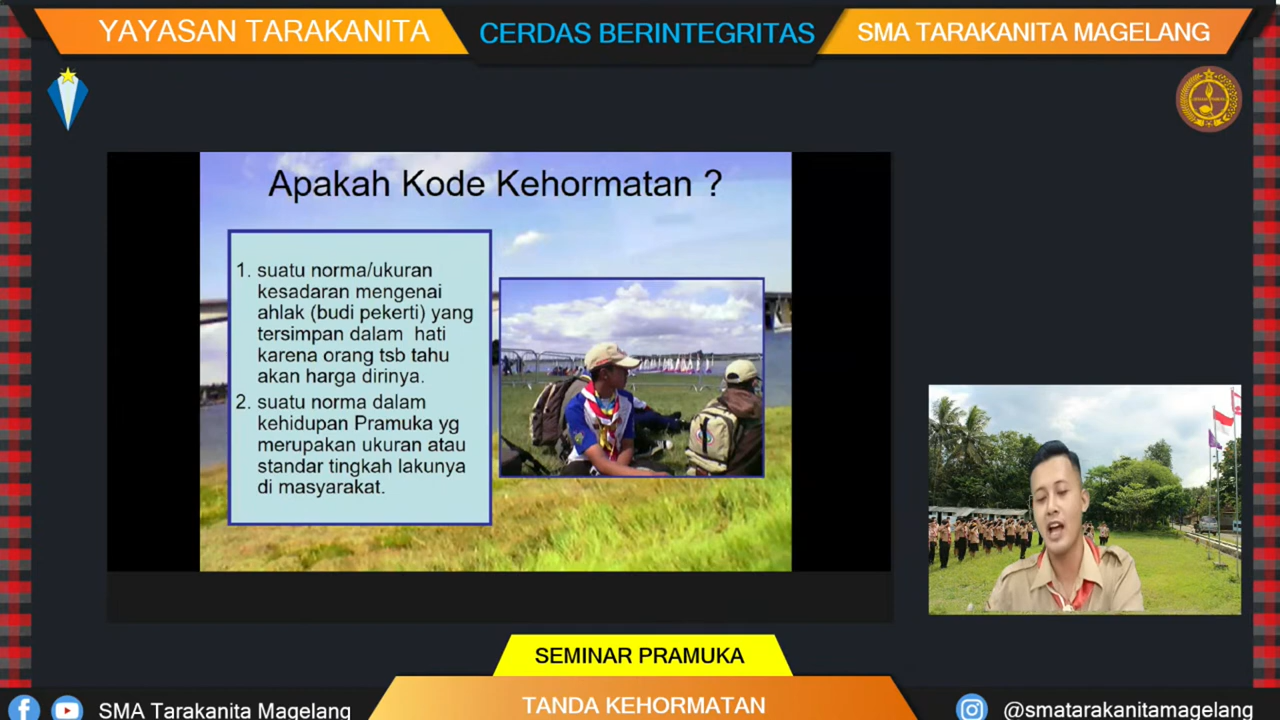 YAYASAN TARAKANITA
CERDAS BERINTEGRITAS
SMA TARAKANITA MAGELANG
Apakah Kode Kehormatan ?
1. suatu norma/ukuran
kesadaran mengenai
ahlak (budi pekerti) yang
tersimpan dalam hati
karena orang tsb tahu
akan harga dirinya.
2. suatu norma dalam
kehidupan Pramuka yg
merupakan ukuran atau
standar tingkah lakunya
di masyarakat.
SEMINAR PRAMUKA
TANDA KEHORMATAN
SMA Tarakanita Magelang
@smatarakanitamagelang